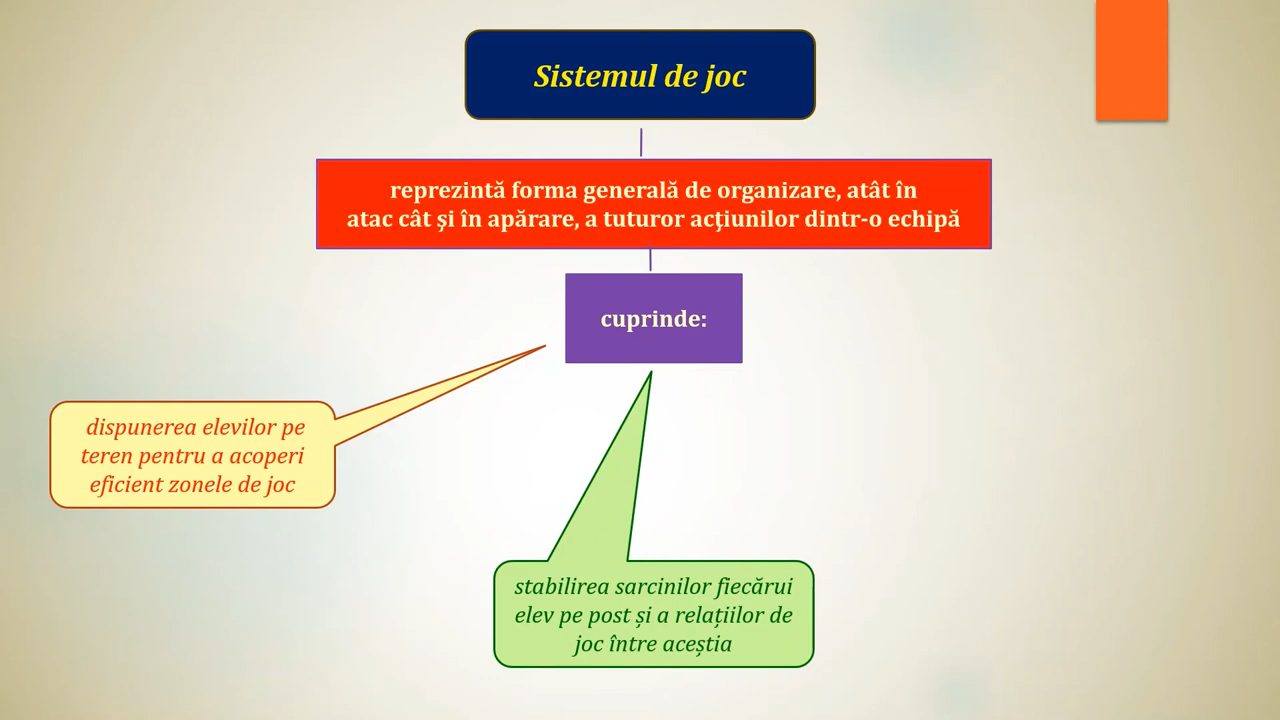 Sistemul de joc
reprezintă forma generală de organizare, atât în
atac cât și în apărare, a tuturor acțiunilor dintr-o echipă
cuprinde:
dispunerea elevilor pe
teren pentru a acoperi
eficient zonele de joc
stabilirea sarcinilor fiecărui
elev pe post și a relațiilor de
joc între aceștia